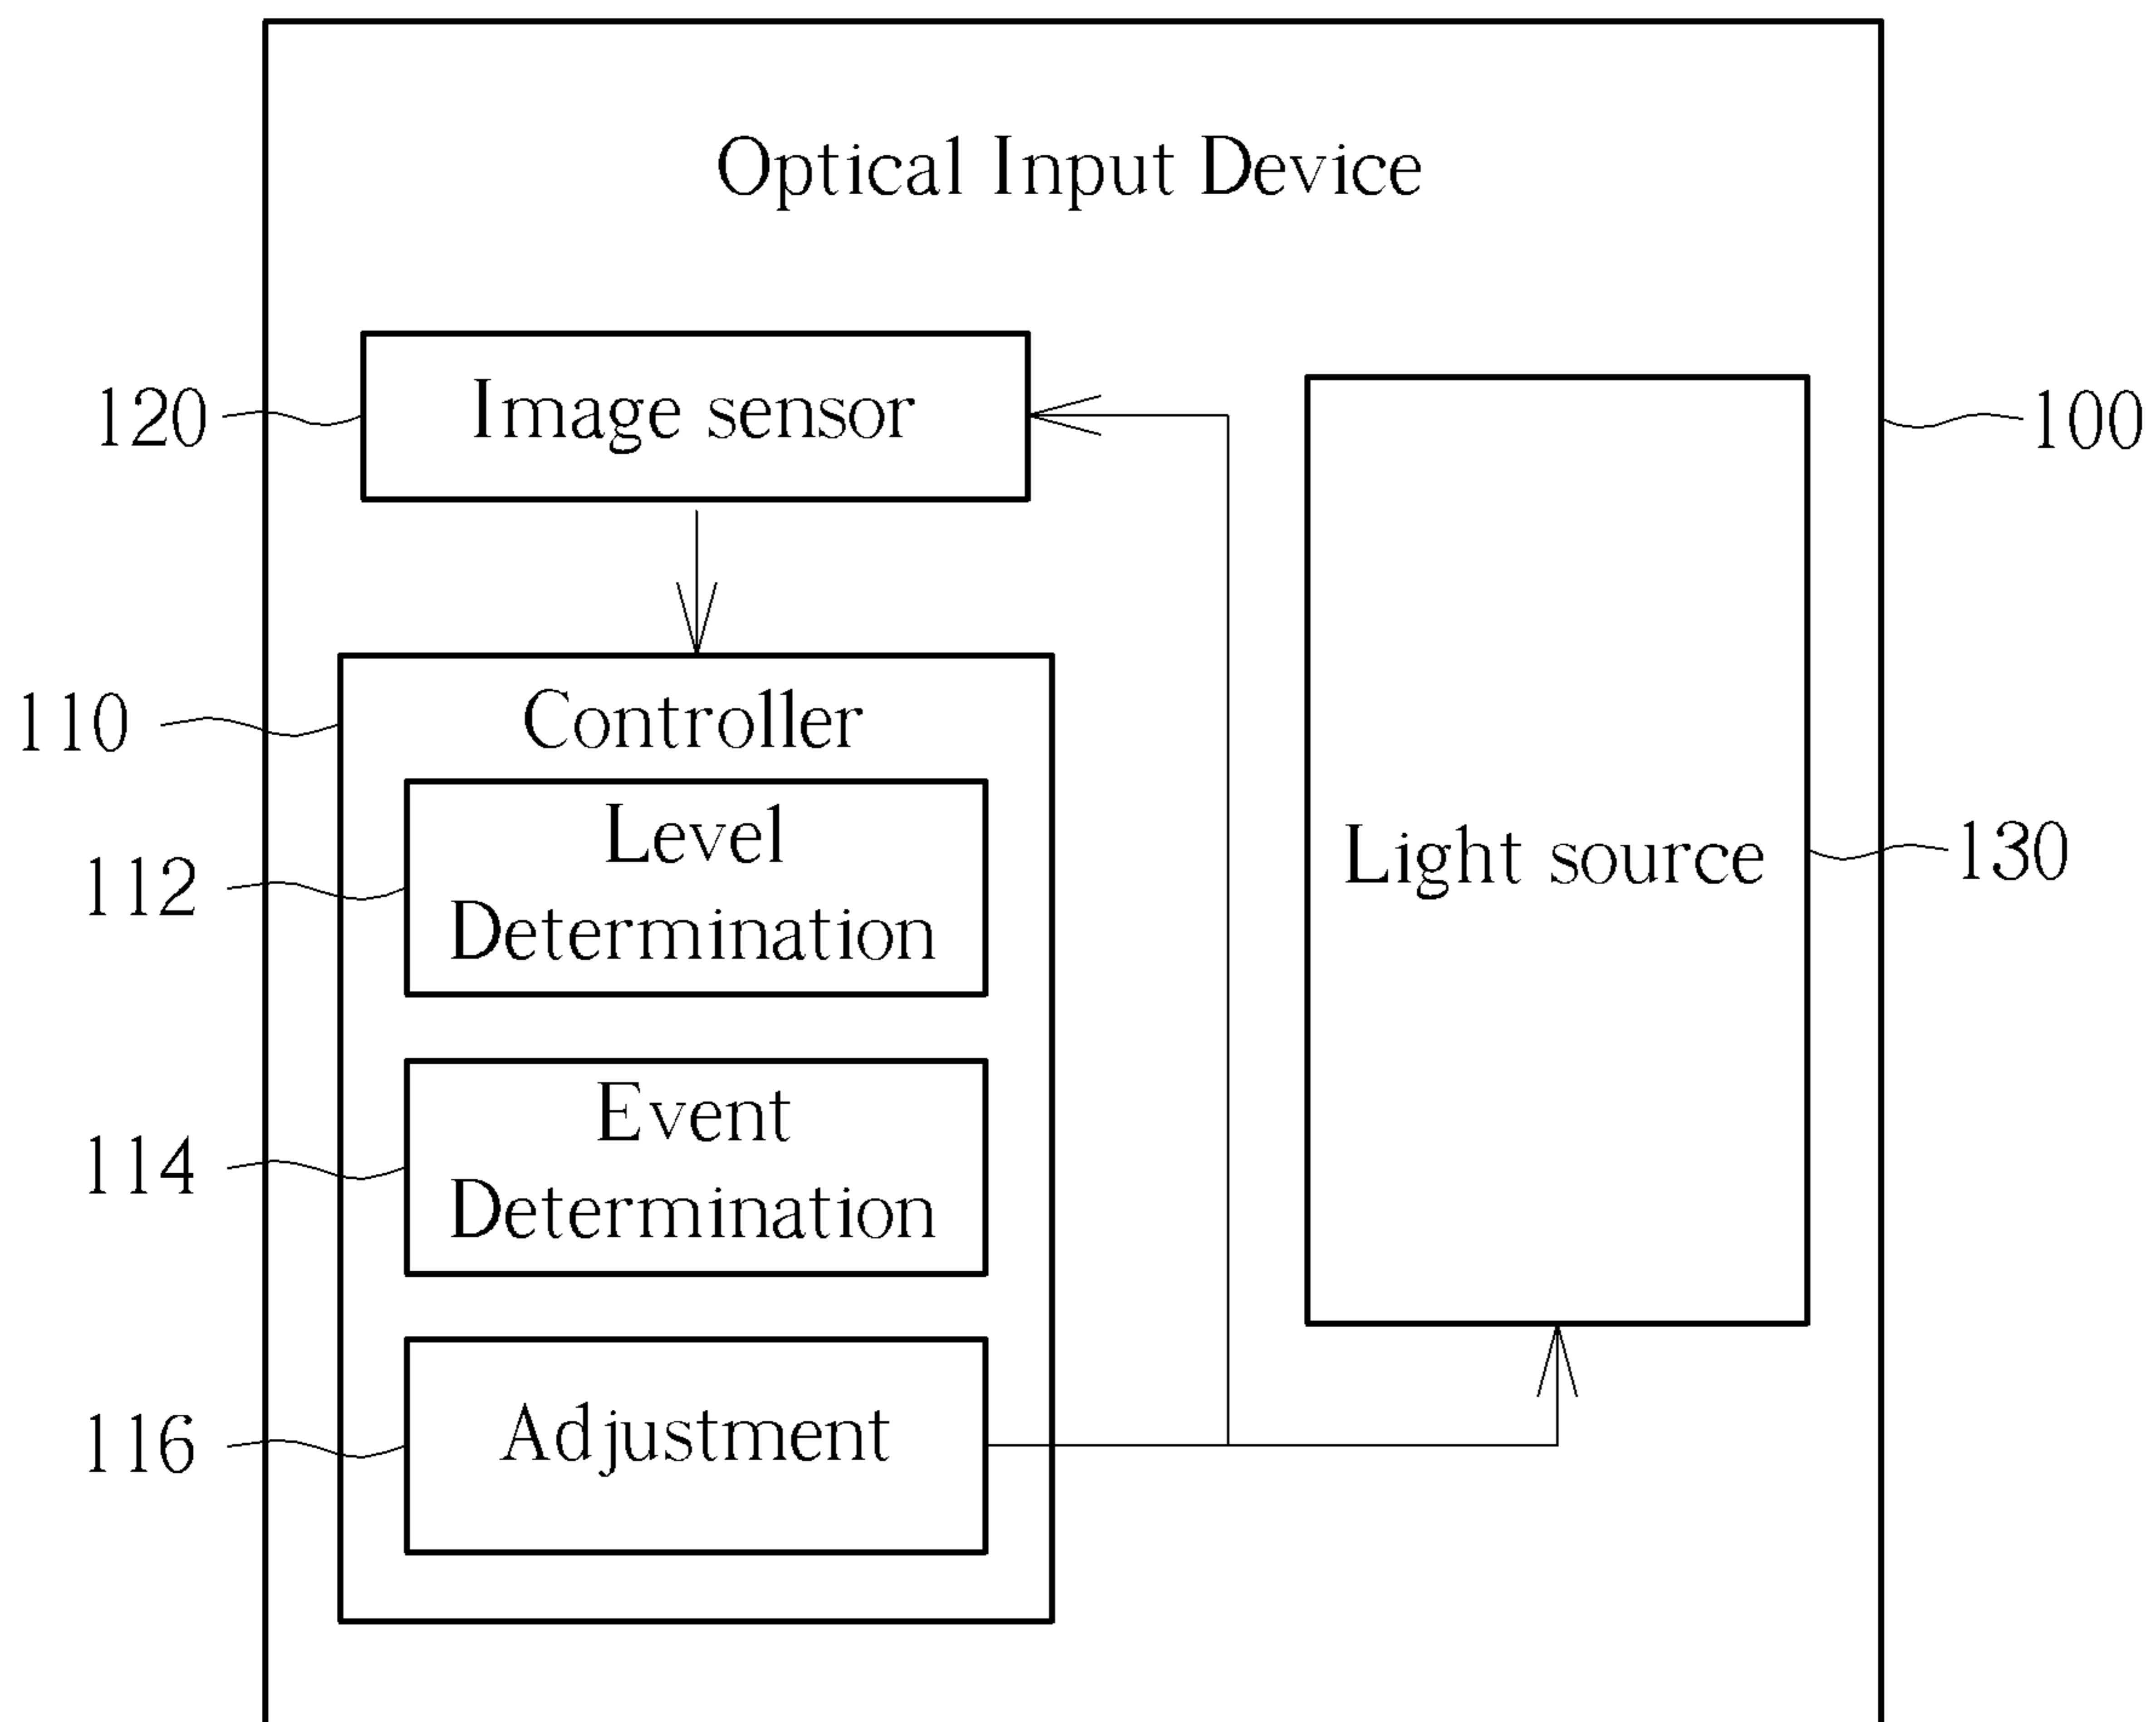 Optical Input Device
120
Image sensor
100
110
Controller
112
Level
Determination
Light source
130
114
Event
Determination
116
Adjustment